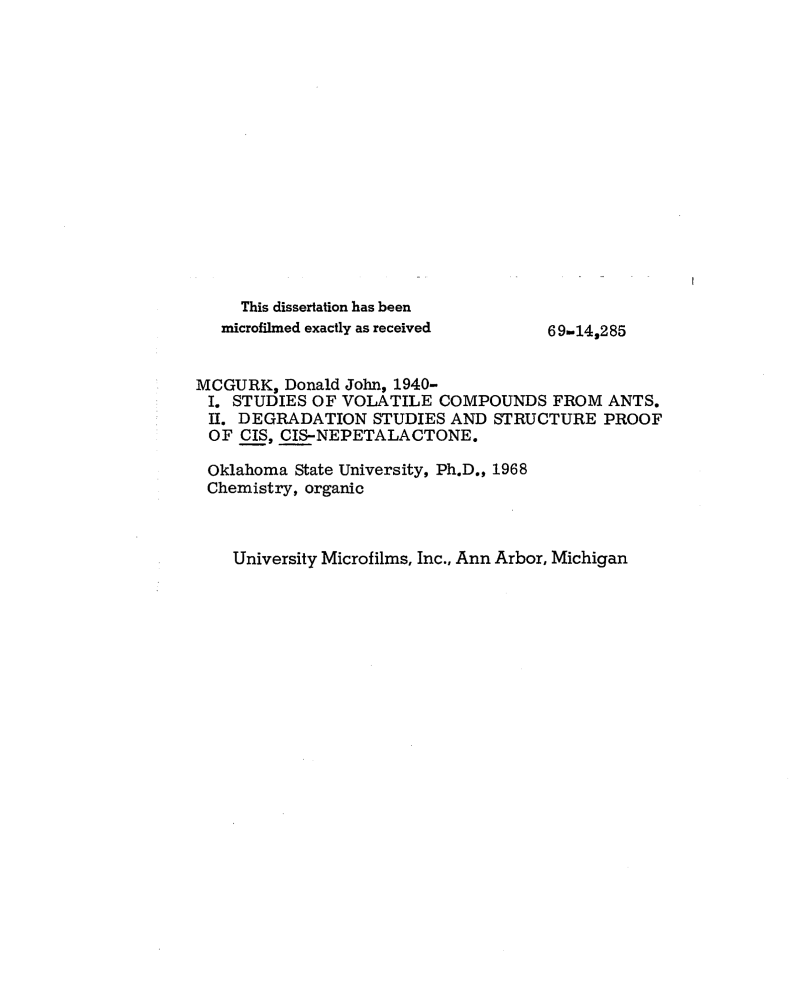 This dissertation has been
microfilmed exactly as received 69-14,285
MCGURK, Donald John, 1940-
I. STUDIES OF VOLATILE COMPOUNDS FROM ANTS.
II. DEGRADATION STUDIES AND STRUCTURE PROOF
OF CIS, CIS-NEPETALACTONE.
Oklahoma State University, Ph.D., 1968
Chemistry, organic
University Microfilms, Inc., Ann Arbor, Michigan